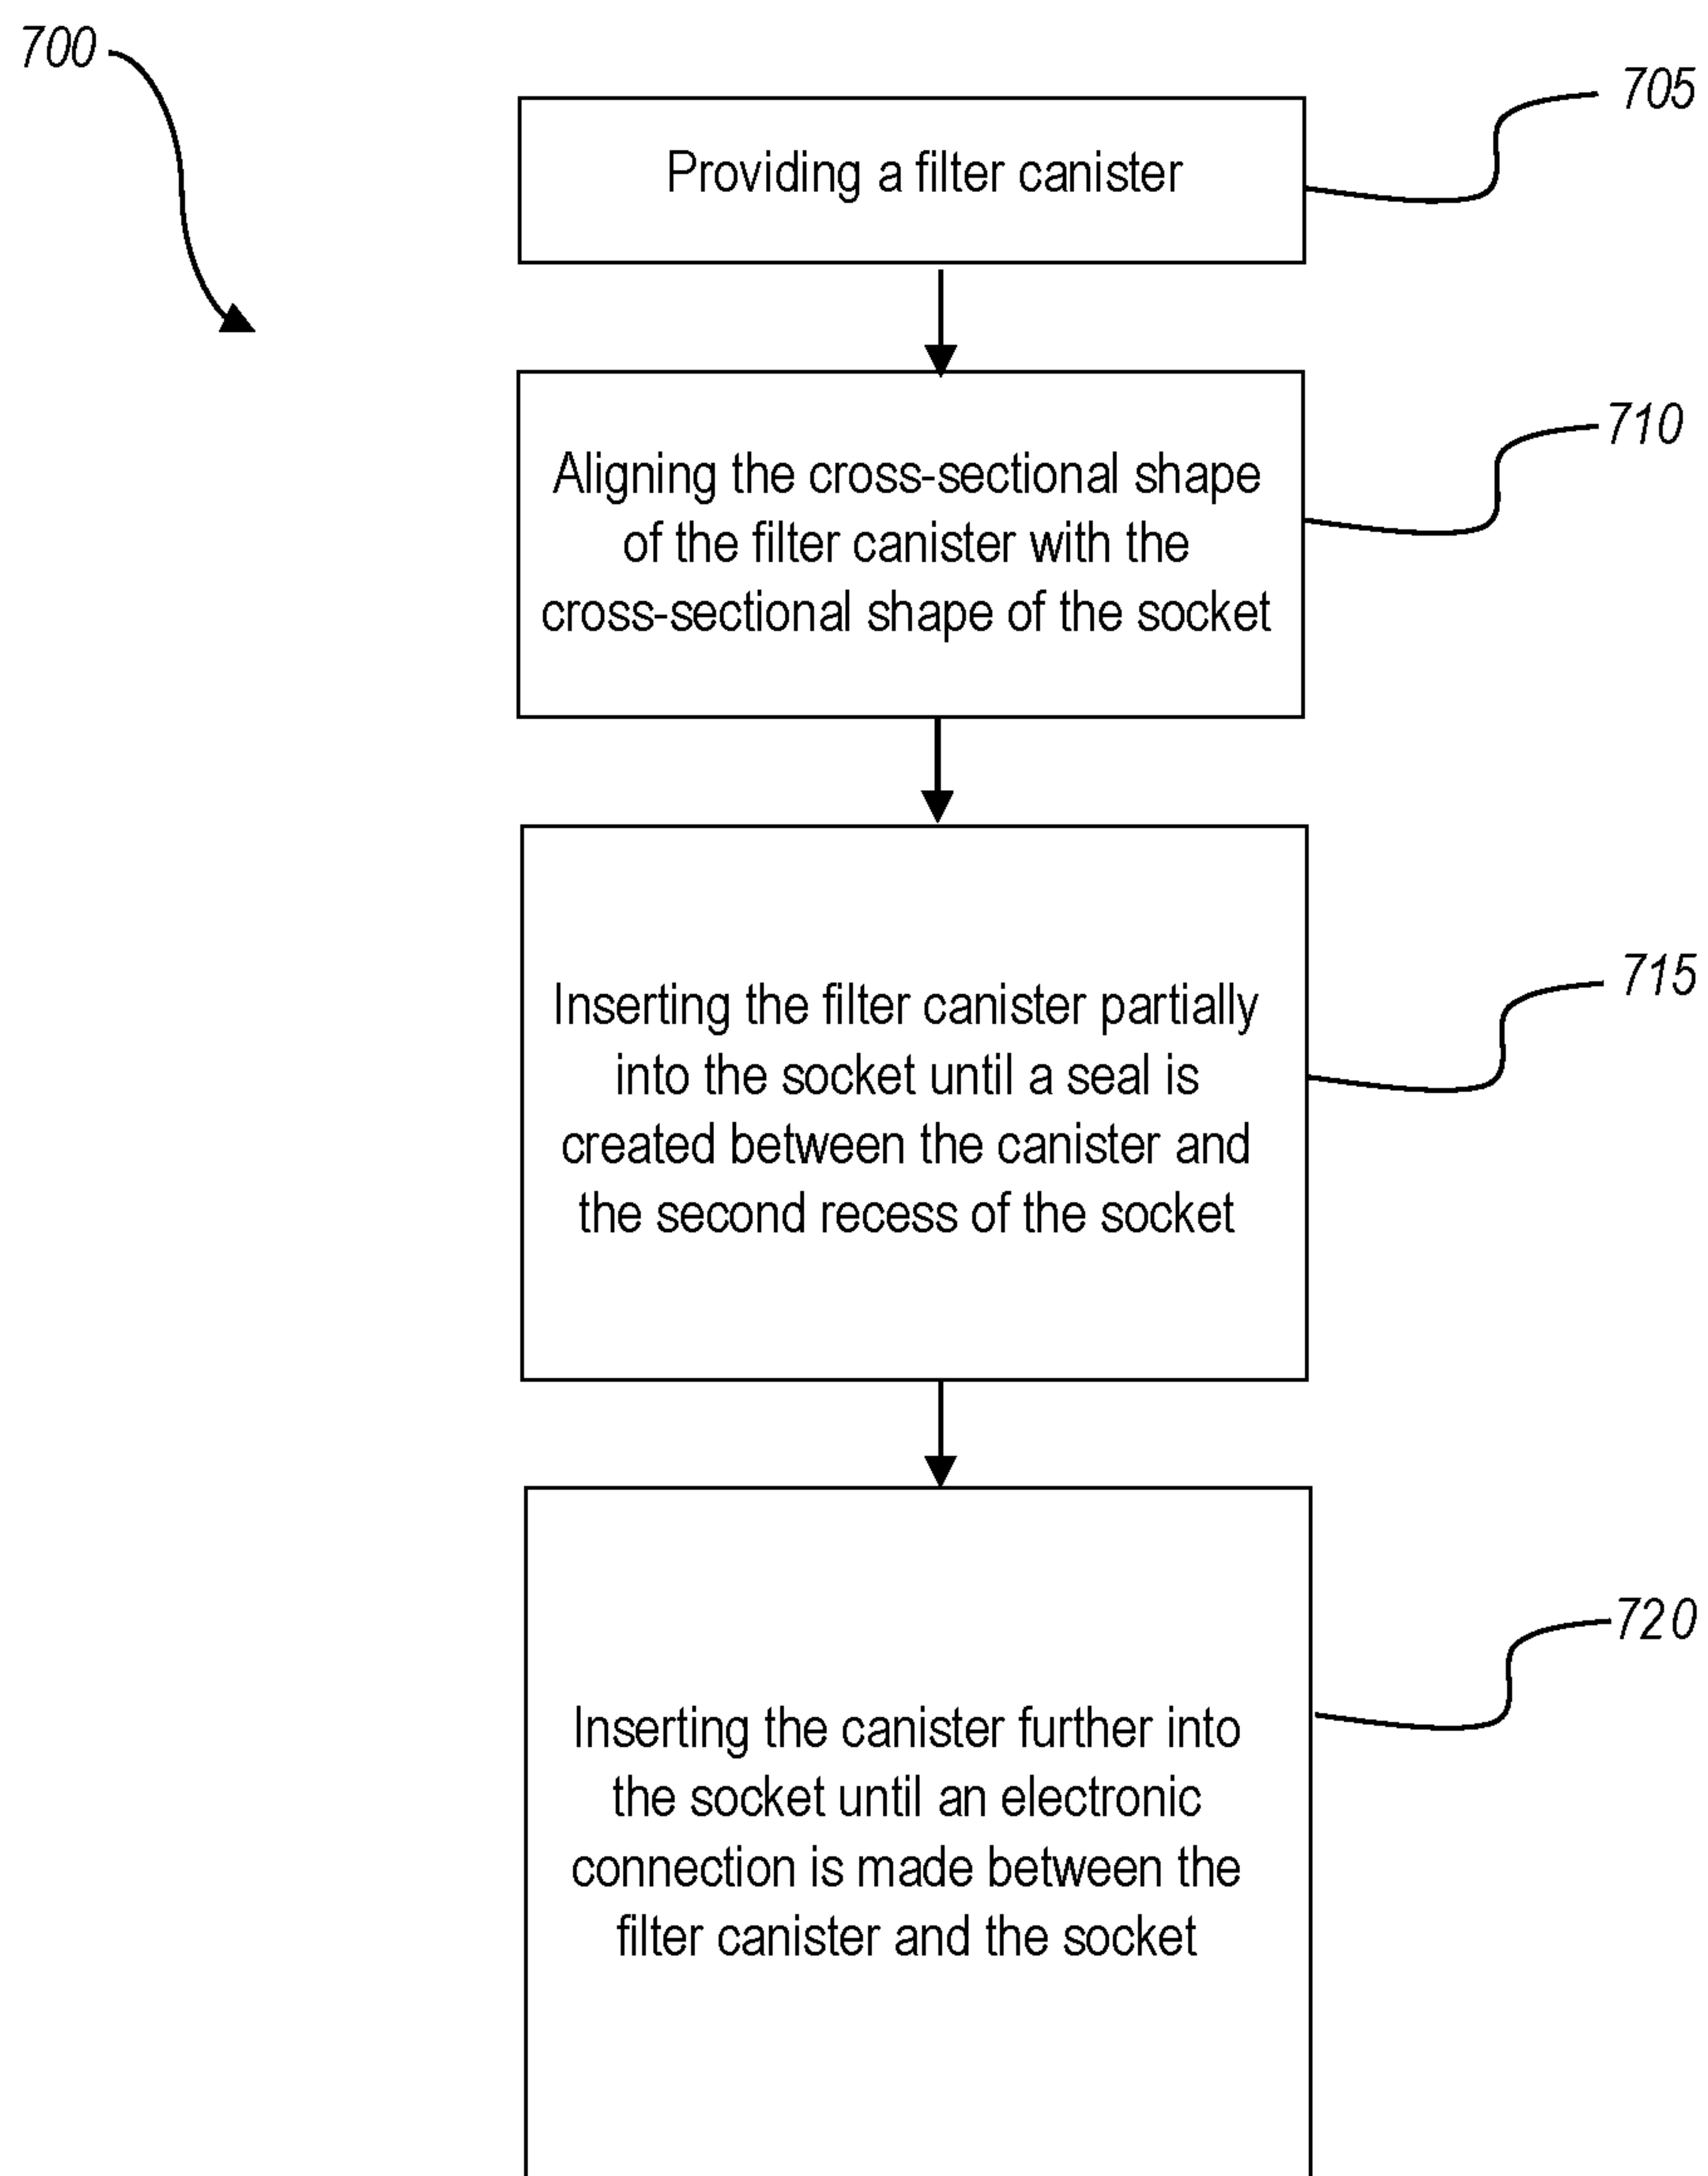 700
705
Providing a filter canister
710
Aligning the cross-sectional shape
of the filter canister with the
cross-sectional shape of the socket
715
Inserting the filter canister partially
into the socket until a seal is
created between the canister and
the second recess of the socket
720
Inserting the canister further into
the socket until an electronic
connection is made between the
filter canister and the socket